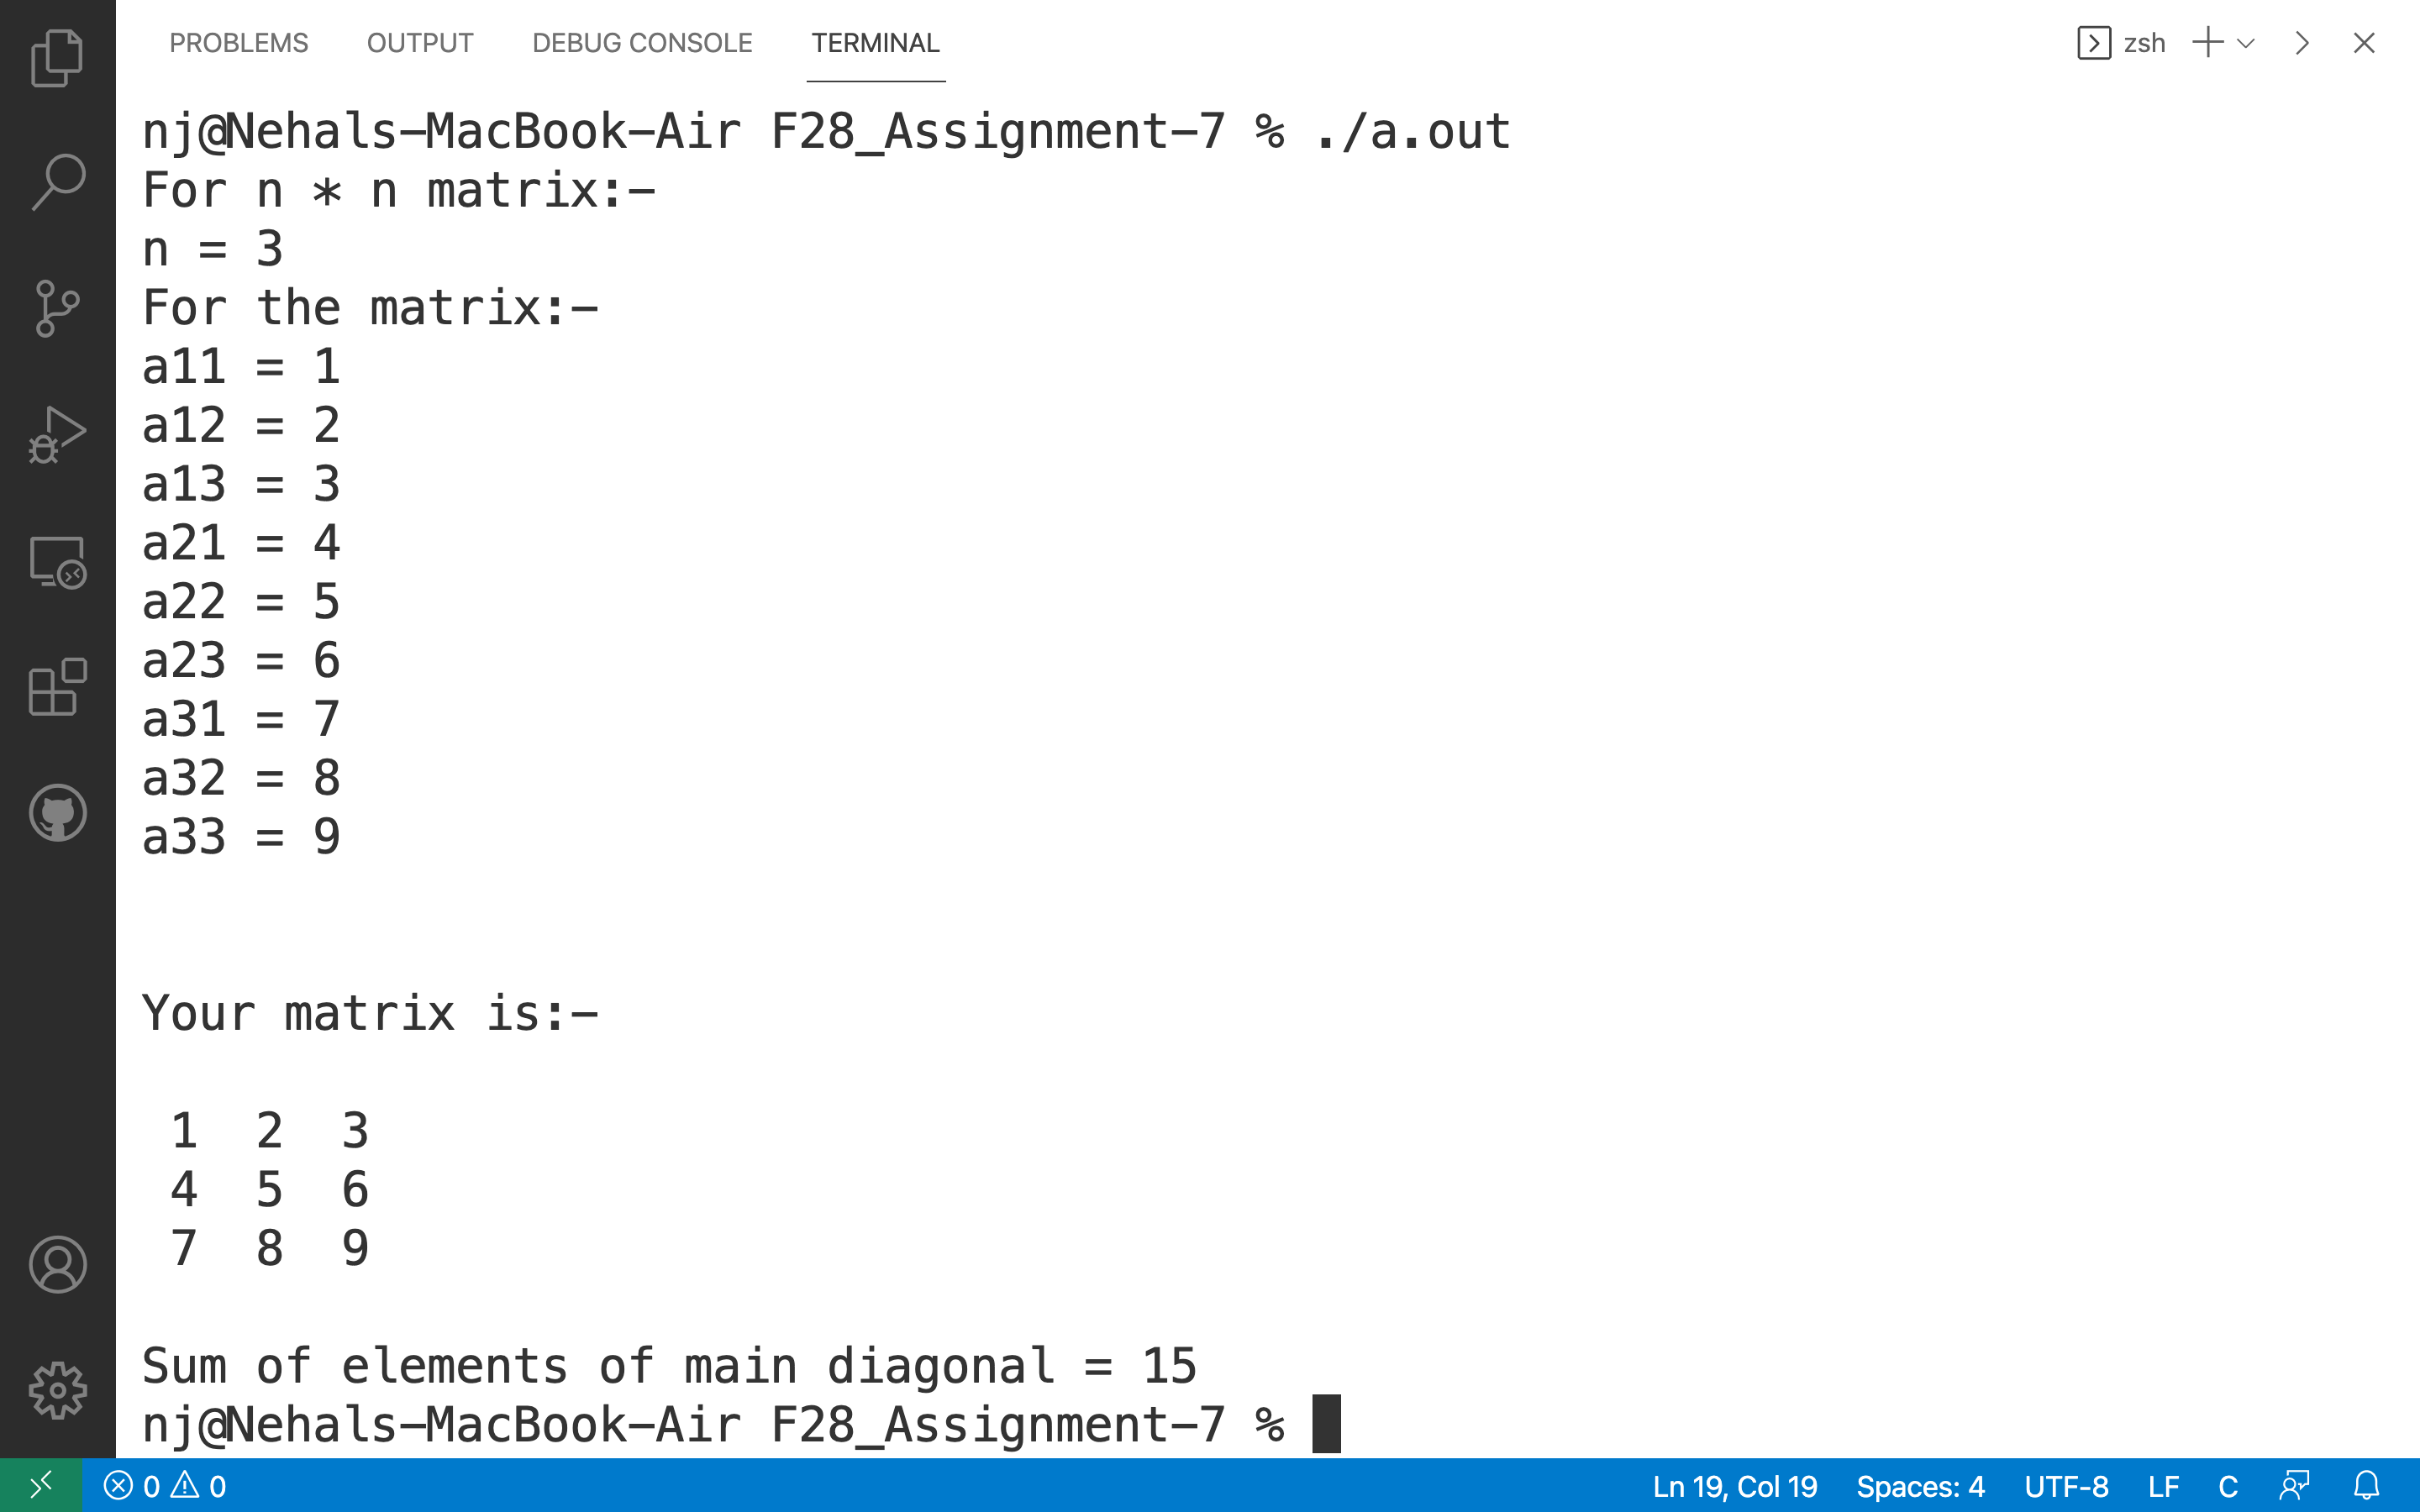 PROBLEMS OUTPUT DEBUG CONSOLE TERMINAL zsh
nj@Nehals-MacBook-Air F28_Assignment-7 % ./a.out
For n * n matrix:-
n = 3
For the matrix:-
a11 = 1
a12 = 2
a13 = 3
a21 = 4
a22 = 5
a23 = 6
a31 = 7
a32 = 8
a33 = 9
Your matrix is:-
1 2 3
4 5 6
7 8 9
Sum of elements of main diagonal = 15
nj@Nehals-MacBook-Air F28_Assignment-7 %
0 0 Ln 19, Col 19 Spaces: 4 UTF-8 LF C